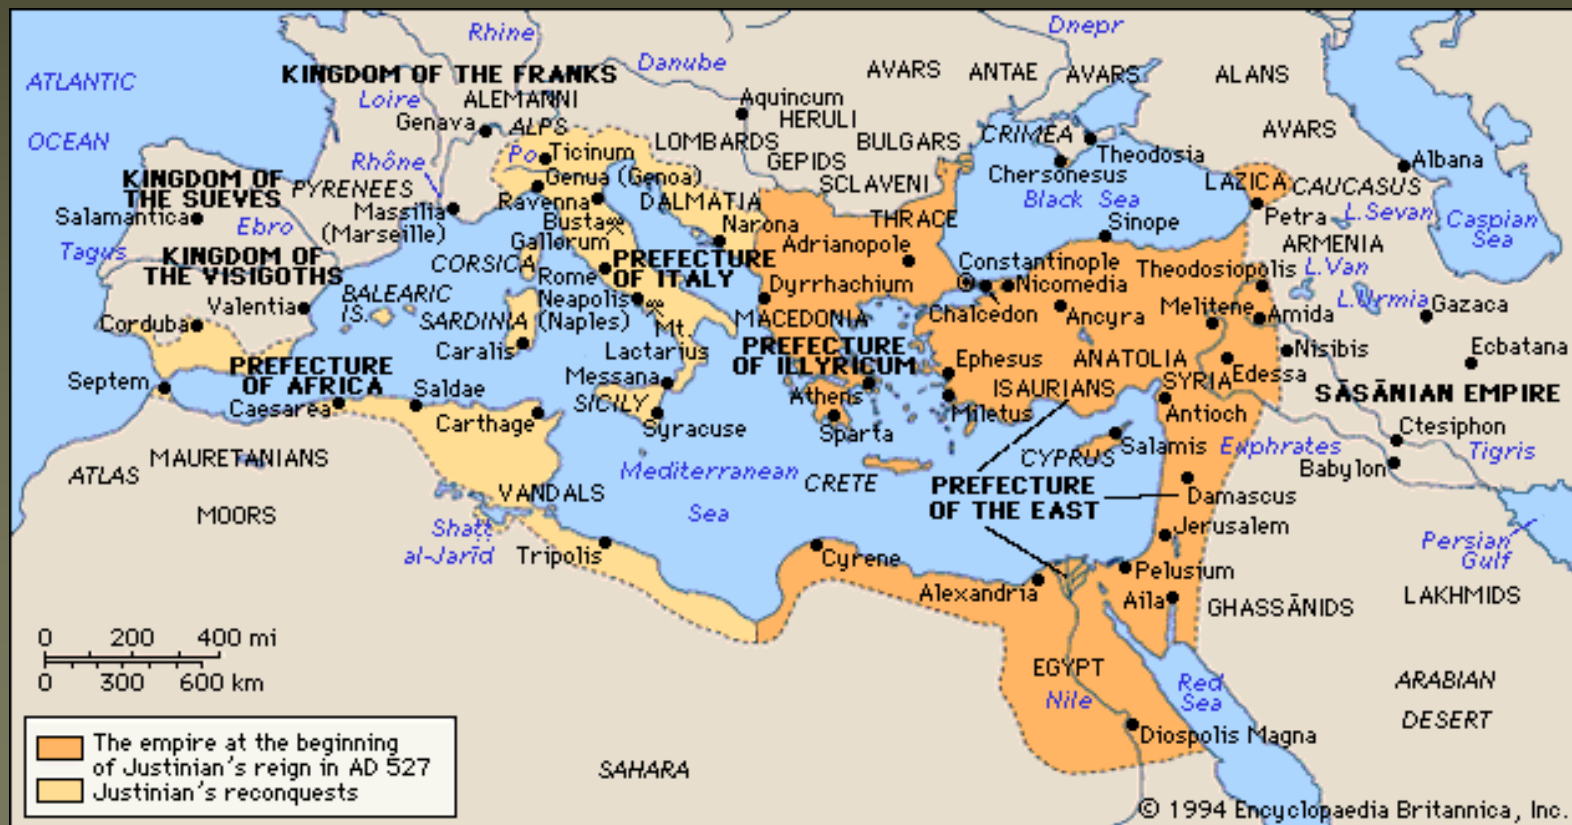 Rhine
Dnepr
Danube
ATLANTIC
OCEAN
KINGDOM OF THE FRANKS
AVARS
ANTAE
AVARS
ALANS
Loire
ALEMANNI
Aquincum
HERULI
Genava
ALPS
LOMBARDS
BULGARS
CRIMEA
AVARS
Rhône
Po
Ticinum
GEPIDS
Theodosia
Albana
KINGDOM OF
THE SUEVES
PYRENEES
Genua (Genoa)
SCLAVENI
Chersonesus
LAZICA
CAUCASUS
Salamantica
Ebro
Massilia
(Marseille)
Ravenna
DALMATIA
Black Sea
Petra
L.Sevan
Caspian
Sea
Tagus
KINGDOM OF
THE VISIGOTHS
Busta
Gallorum
Narona
THRACE
Adrianopole
Sinope
ARMENIA
CORSICA
Rome
PREFECTURE
OF ITALY
Constantinople
Theodosiopolis
L.Van
Valentia
BALEARIC
IS.
Neapolis
(Naples)
Dyrrhachium
Nicomedia
Melitene
L.Urmia
Gazaca
Corduba
SARDINIA
Mt.
Lactarius
MACEDONIA
Chalcedon
Ancyra
Amida
Caralis
PREFECTURE
OF ILLYRICUM
Ephesus
ANATOLIA
Nisibis
Ecbatana
Septem
PREFECTURE
OF AFRICA
Saldae
Messana
ISAURIANS
SYRIA
Edessa
SĀSĀNIAN EMPIRE
Caesarea
Carthage
SICILY
Athens
Miletus
Antioch
Syracuse
Sparta
Salamis
Euphrates
Ctesiphon
Tigris
ATLAS
MAURETANIANS
Mediterranean
Sea
CRETE
CYPRUS
Babylon
VANDALS
PREFECTURE
OF THE EAST
Damascus
MOORS
Shaṭṭ
al-Jarīd
Jerusalem
Persian
Gulf
Tripolis
Cyrene
Pelusium
Alexandria
Aila
GHASSĀNIDS
LAKHMIDS
0 200 400 mi
0 300 600 km
EGYPT
Nile
Red
Sea
ARABIAN
DESERT
The empire at the beginning
of Justinian's reign in AD 527
Justinian's reconquests
SAHARA
Diospolis Magna
© 1994 Encyclopaedia Britannica, Inc.